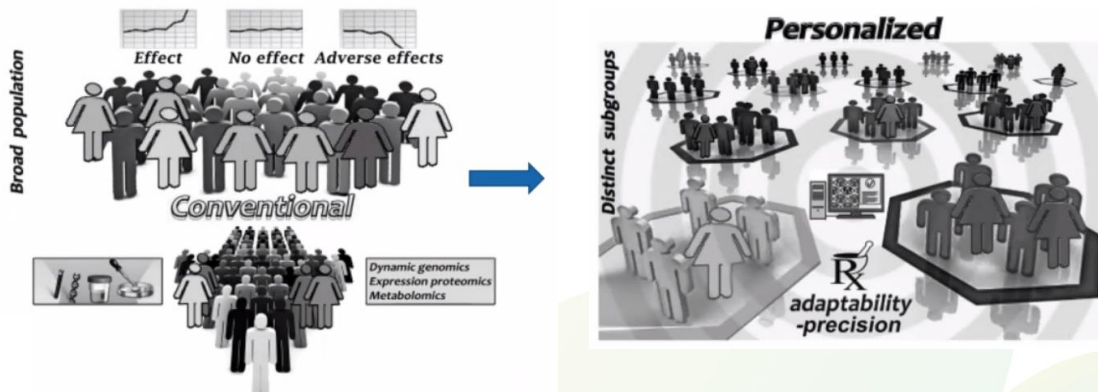 Effect
No effect
Adverse effects
Broad population
Conventional
Dynamic genomics
Expression proteomics
Metabolomics
Personalized
Distinct subgroups
Rx
adaptability
-precision